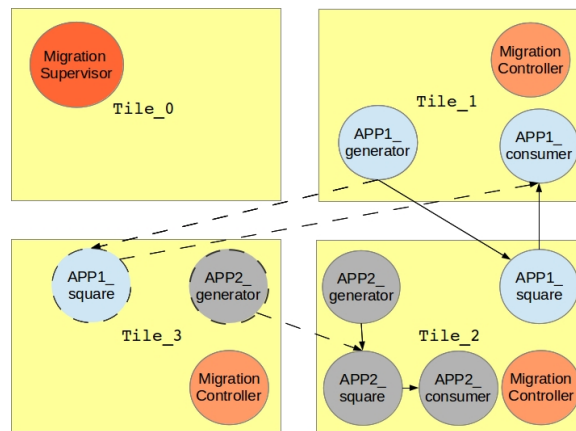 Migration
Supervisor
Tile_0
Migration
Controller
Tile_1
APP1_
generator
APP1_
consumer
APP1_
square
APP2_
generator
Tile_3
Migration
Controller
APP2_
generator
APP1_
square
Tile_2
APP2_
square
APP2_
consumer
Migration
Controller